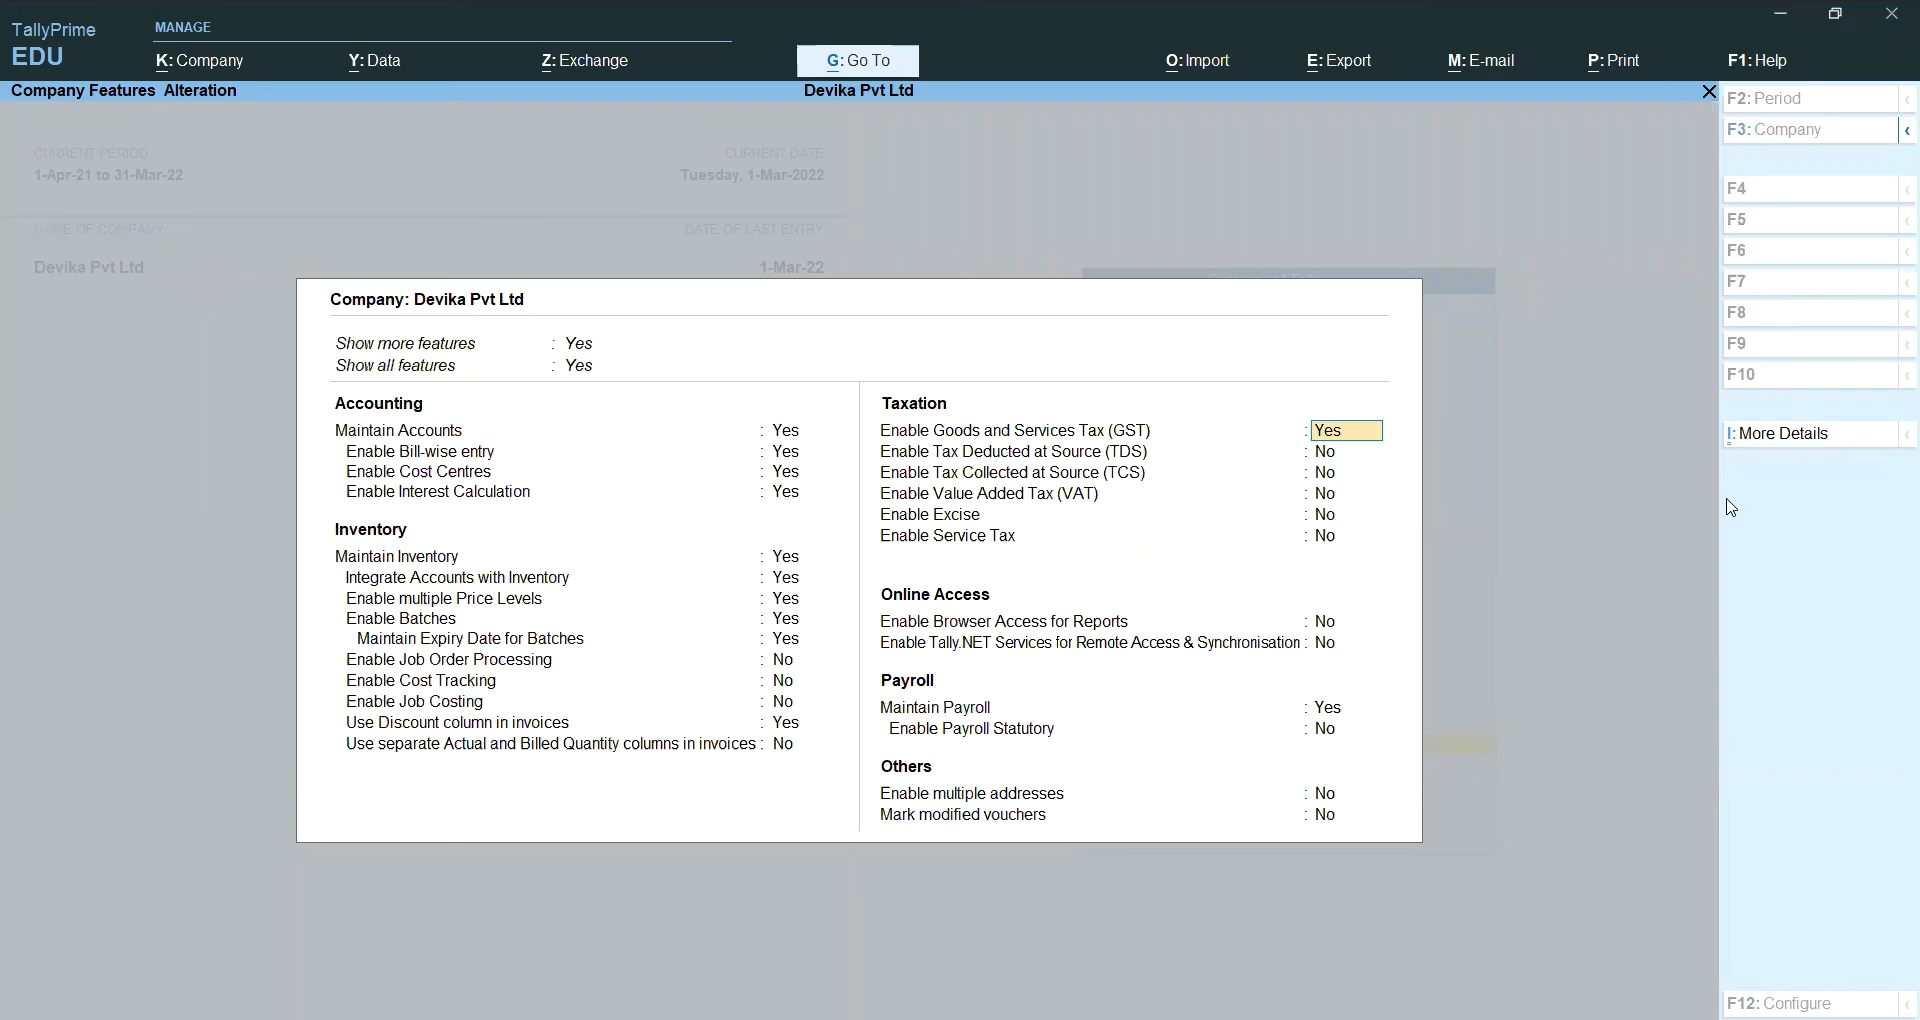 TallyPrime
EDU
MANAGE
K: Company
Y: Data
Z: Exchange
G: Go To
O: Import
E: Export
M: E-mail
P: Print
F1: Help
Company Features Alteration
Devika Pvt Ltd
F2: Period
F3: Company
F4
F5
F6
F7
F8
F9
F10
I: More Details
F12: Configure
CURRENT PERIOD
1-Apr-21 to 31-Mar-22
CURRENT DATE
Tuesday, 1-Mar-2022
NAME OF COMPANY
DATE OF LAST ENTRY
Devika Pvt Ltd
1-Mar-22
Company: Devika Pvt Ltd
Show more features : Yes
Show all features : Yes
Accounting
Maintain Accounts : Yes
Enable Bill-wise entry : Yes
Enable Cost Centres : Yes
Enable Interest Calculation : Yes
Inventory
Maintain Inventory : Yes
Integrate Accounts with Inventory : Yes
Enable multiple Price Levels : Yes
Enable Batches : Yes
Maintain Expiry Date for Batches : Yes
Enable Job Order Processing : No
Enable Cost Tracking : No
Enable Job Costing : No
Use Discount column in invoices : Yes
Use separate Actual and Billed Quantity columns in invoices : No
Taxation
Enable Goods and Services Tax (GST) : Yes
Enable Tax Deducted at Source (TDS) : No
Enable Tax Collected at Source (TCS) : No
Enable Value Added Tax (VAT) : No
Enable Excise : No
Enable Service Tax : No
Online Access
Enable Browser Access for Reports : No
Enable Tally.NET Services for Remote Access & Synchronisation : No
Payroll
Maintain Payroll : Yes
Enable Payroll Statutory : No
Others
Enable multiple addresses : No
Mark modified vouchers : No